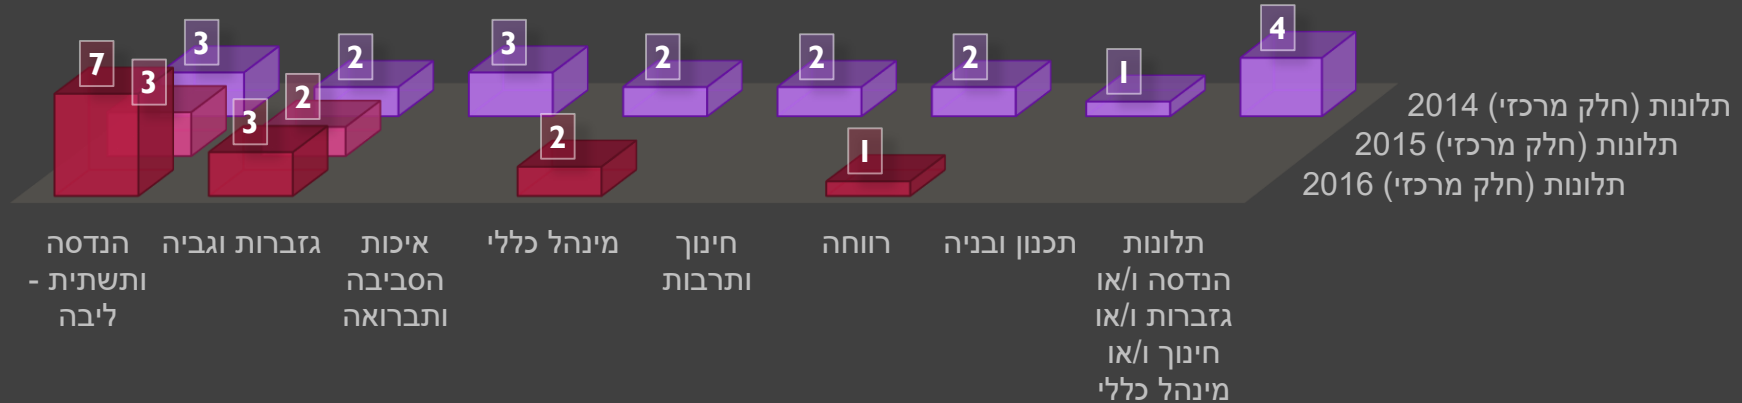 7
3
3
3
2
2
3
2
2
2
2
1
1
4
תלונות (חלק מרכזי) 2014
תלונות (חלק מרכזי) 2015
תלונות (חלק מרכזי) 2016
הנדסה
ותשתית -
ליבה
גזברות וגביה
איכות
הסביבה
ותברואה
מינהל כללי
חינוך
ותרבות
רווחה
תכנון ובניה
תלונות
הנדסה ו/או
גזברות ו/או
חינוך ו/או
מינהל כללי